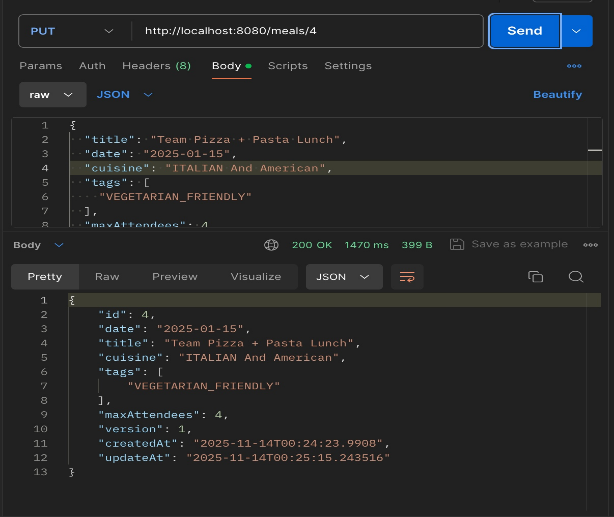 PUT http://localhost:8080/meals/4 Send
Params Auth Headers (8) Body Scripts Settings
raw JSON Beautify
1 {
2 "title": "Team Pizza + Pasta Lunch",
3 "date": "2025-01-15",
4 "cuisine": "ITALIAN And American",
5 "tags": [
6 "VEGETARIAN_FRIENDLY"
7 ],
8 "maxAttendees": 4
Body 200 OK 1470 ms 399 B Save as example
Pretty Raw Preview Visualize JSON
1 {
2 "id": 4,
3 "date": "2025-01-15",
4 "title": "Team Pizza + Pasta Lunch",
5 "cuisine": "ITALIAN And American",
6 "tags": [
7 "VEGETARIAN_FRIENDLY"
8 ],
9 "maxAttendees": 4,
10 "version": 1,
11 "createdAt": "2025-11-14T00:24:23.9908",
12 "updateAt": "2025-11-14T00:25:15.243516"
13 }